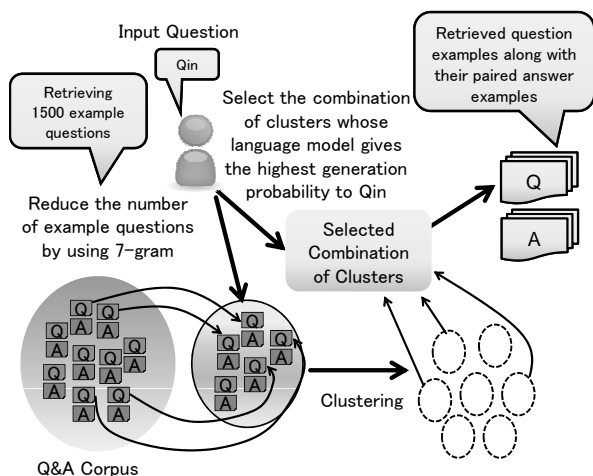 Input Question
Qin
Retrieving
1500 example
questions
Reduce the number
of example questions
by using 7-gram
Select the combination
of clusters whose
language model gives
the highest generation
probability to Qin
Retrieved question
examples along with
their paired answer
examples
Q
A
Selected
Combination
of Clusters
Q
A
Q
A
Q
A
Q
A
Q
A
Q
A
Q
A
Q
A
Q
A
Q
A
Q
A
Q
A
Q
A
Clustering
Q&A Corpus